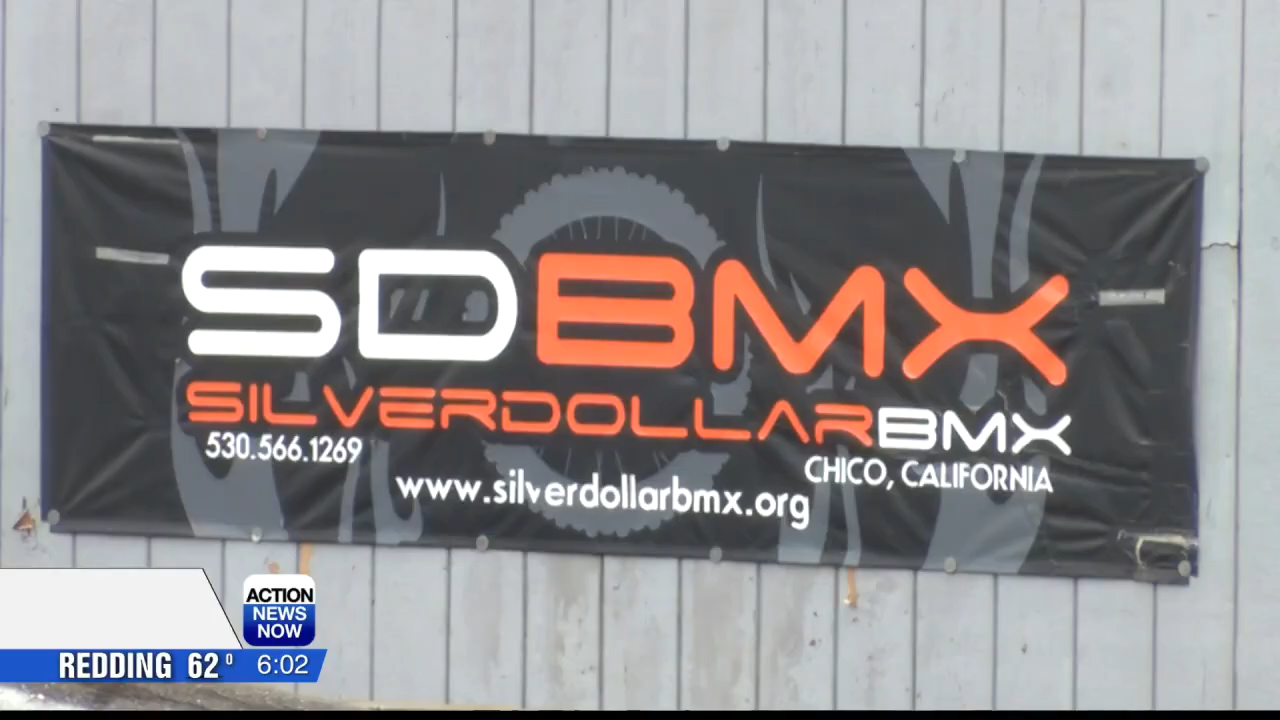 SDBMX
SILVERDOLLARBMX
530.566.1269
CHICO, CALIFORNIA
www.silverdollarbmx.org
ACTION
NEWS
NOW
REDDING 62° 6:02